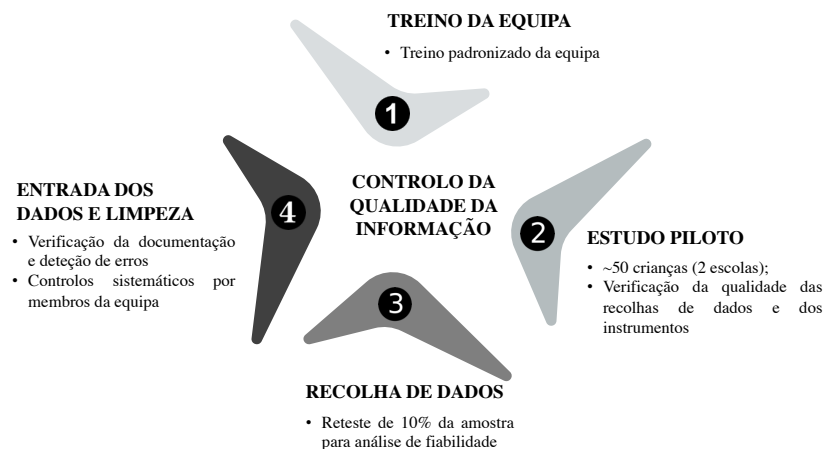 TREINO DA EQUIPA
• Treino padronizado da equipa
1
CONTROLO DA
QUALIDADE DA
INFORMAÇÃO
2
ESTUDO PILOTO
• ~50 crianças (2 escolas);
• Verificação da qualidade das
recolhas de dados e dos
instrumentos
3
RECOLHA DE DADOS
• Reteste de 10% da amostra
para análise de fiabilidade
4
ENTRADA DOS
DADOS E LIMPEZA
• Verificação da documentação
e deteção de erros
• Controlos sistemáticos por
membros da equipa